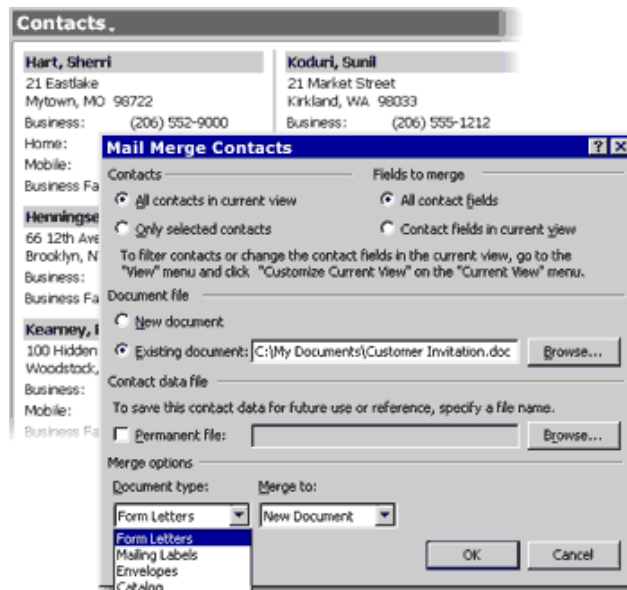 Contacts
Hart, Sherri
21 Eastlake
Mytown, MO 98722
Business: (206) 552-9000
Home:
Mobile:
Business Fa
Koduri, Sunil
21 Market Street
Kirkland, WA 98033
Business: (206) 555-1212
Henningse
66 12th Ave
Brooklyn, N
Business:
Business Fa
Kearney,
100 Hidden
Woodstock,
Business:
Mobile:
Business Fa
Mail Merge Contacts
Contacts
All contacts in current view
Only selected contacts
Fields to merge
All contact fields
Contact fields in current view
To filter contacts or change the contact fields in the current view, go to the
"View" menu and click "Customize Current View" on the "Current View" menu.
Document file
New document
Existing document: C:\My Documents\Customer Invitation.doc Browse...
Contact data file
To save this contact data for future use or reference, specify a file name.
Permanent file: Browse...
Merge options
Document type: Merge to:
Form Letters New Document
Form Letters
Mailing Labels
Envelopes
Catalog
OK Cancel